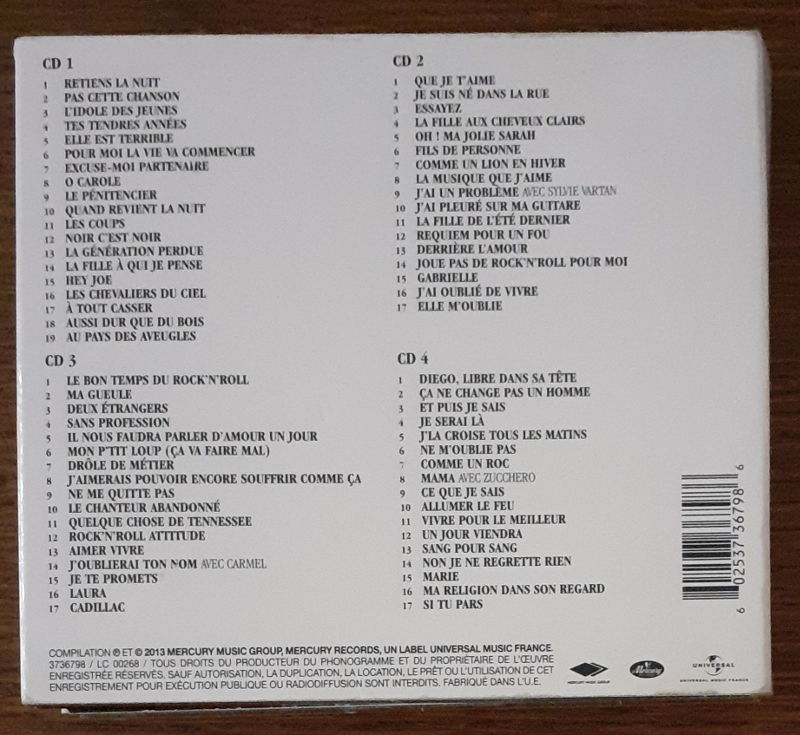 CD 1
1 RETIENS LA NUIT
2 PAS CETTE CHANSON
3 L'IDOLE DES JEUNES
4 TES TENDRES ANNÉES
5 ELLE EST TERRIBLE
6 POUR MOI LA VIE VA COMMENCER
7 EXCUSE-MOI PARTENAIRE
8 O CAROLE
9 LE PÉNITENCIER
10 QUAND REVIENT LA NUIT
11 LES COUPS
12 NOIR C'EST NOIR
13 LA GÉNÉRATION PERDUE
14 LA FILLE À QUI JE PENSE
15 HEY JOE
16 LES CHEVALIERS DU CIEL
17 À TOUT CASSER
18 AUSSI DUR QUE DU BOIS
19 AU PAYS DES AVEUGLES
CD 2
1 QUE JE T'AIME
2 JE SUIS NÉ DANS LA RUE
3 ESSAYEZ
4 LA FILLE AUX CHEVEUX CLAIRS
5 OH ! MA JOLIE SARAH
6 FILS DE PERSONNE
7 COMME UN LION EN HIVER
8 LA MUSIQUE QUE J'AIME
9 J'AI UN PROBLÈME AVEC SYLVIE VARTAN
10 J'AI PLEURÉ SUR MA GUITARE
11 LA FILLE DE L'ÉTÉ DERNIER
12 REQUIEM POUR UN FOU
13 DERRIÈRE L'AMOUR
14 JOUE PAS DE ROCK'N'ROLL POUR MOI
15 GABRIELLE
16 J'AI OUBLIÉ DE VIVRE
17 ELLE M'OUBLIE
CD 3
1 LE BON TEMPS DU ROCK'N'ROLL
2 MA GUEULE
3 DEUX ÉTRANGERS
4 SANS PROFESSION
5 IL NOUS FAUDRA PARLER D'AMOUR UN JOUR
6 MON P'TIT LOUP (ÇA VA FAIRE MAL)
7 DRÔLE DE MÉTIER
8 J'AIMERAIS POUVOIR ENCORE SOUFFRIR COMME ÇA
9 NE ME QUITTE PAS
10 LE CHANTEUR ABANDONNÉ
11 QUELQUE CHOSE DE TENNESSEE
12 ROCK'N'ROLL ATTITUDE
13 AIMER VIVRE
14 J'OUBLIERAI TON NOM AVEC CARMEL
15 JE TE PROMETS
16 LAURA
17 CADILLAC
CD 4
1 DIEGO, LIBRE DANS SA TÊTE
2 ÇA NE CHANGE PAS UN HOMME
3 ET PUIS JE SAIS
4 JE SERAI LÀ
5 J'LA CROISE TOUS LES MATINS
6 NE M'OUBLIE PAS
7 COMME UN ROC
8 MAMA AVEC ZUCCHERO
9 CE QUE JE SAIS
10 ALLUMER LE FEU
11 VIVRE POUR LE MEILLEUR
12 UN JOUR VIENDRA
13 SANG POUR SANG
14 NON JE NE REGRETTE RIEN
15 MARIE
16 MA RELIGION DANS SON REGARD
17 SI TU PARS
6 02537 36798 6
COMPILATION ℗ ET © 2013 MERCURY MUSIC GROUP, MERCURY RECORDS, UN LABEL UNIVERSAL MUSIC FRANCE.
3736798 / LC 00268 / TOUS DROITS DU PRODUCTEUR DU PHONOGRAMME ET DU PROPRIÉTAIRE DE L'ŒUVRE
ENREGISTRÉE RÉSERVÉS. SAUF AUTORISATION, LA DUPLICATION, LA LOCATION, LE PRÊT OU L'UTILISATION DE CET
ENREGISTREMENT POUR EXÉCUTION PUBLIQUE OU RADIODIFFUSION SONT INTERDITS. FABRIQUÉ DANS L'U.E.
MERCURY MUSIC GROUP
Mercury
UNIVERSAL
UNIVERSAL MUSIC FRANCE